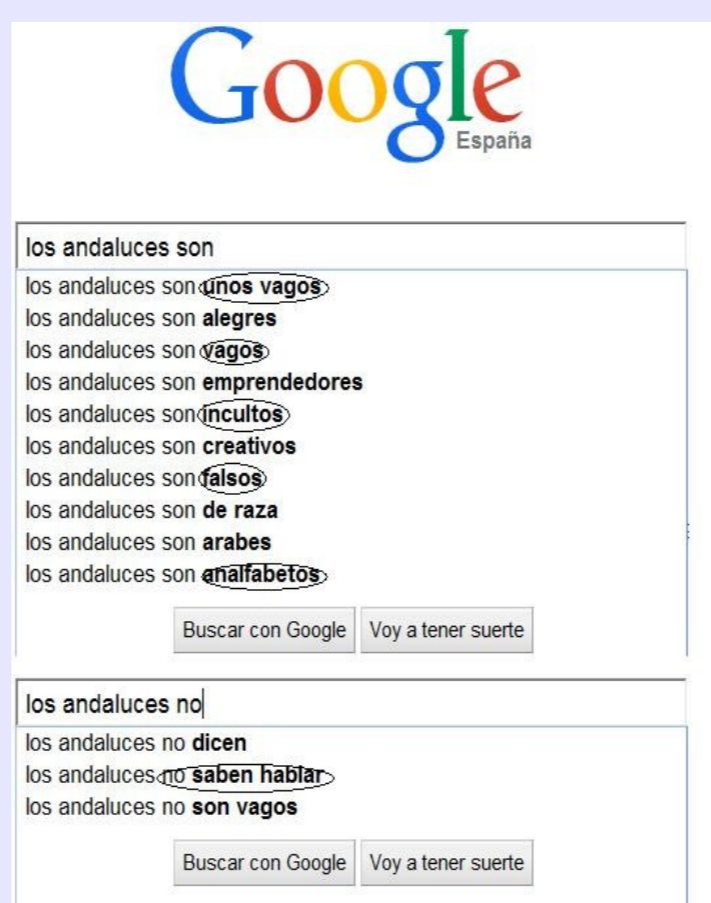 Google
España
los andaluces son
los andaluces son unos vagos
los andaluces son alegres
los andaluces son vagos
los andaluces son emprendedores
los andaluces son incultos
los andaluces son creativos
los andaluces son falsos
los andaluces son de raza
los andaluces son arabes
los andaluces son analfabetos
Buscar con Google Voy a tener suerte
los andaluces no
los andaluces no dicen
los andaluces no saben hablar
los andaluces no son vagos
Buscar con Google Voy a tener suerte